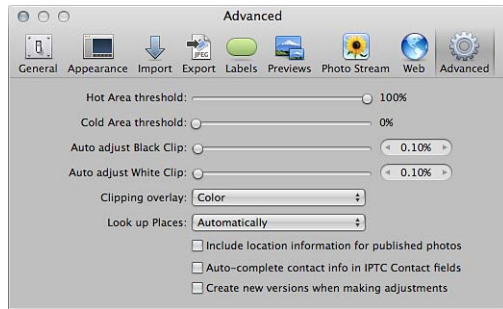 Advanced
JPEG
General Appearance Import Export Labels Previews Photo Stream Web Advanced
Hot Area threshold: 100%
Cold Area threshold: 0%
Auto adjust Black Clip: 0.10%
Auto adjust White Clip: 0.10%
Clipping overlay: Color
Look up Places: Automatically
Include location information for published photos
Auto-complete contact info in IPTC Contact fields
Create new versions when making adjustments